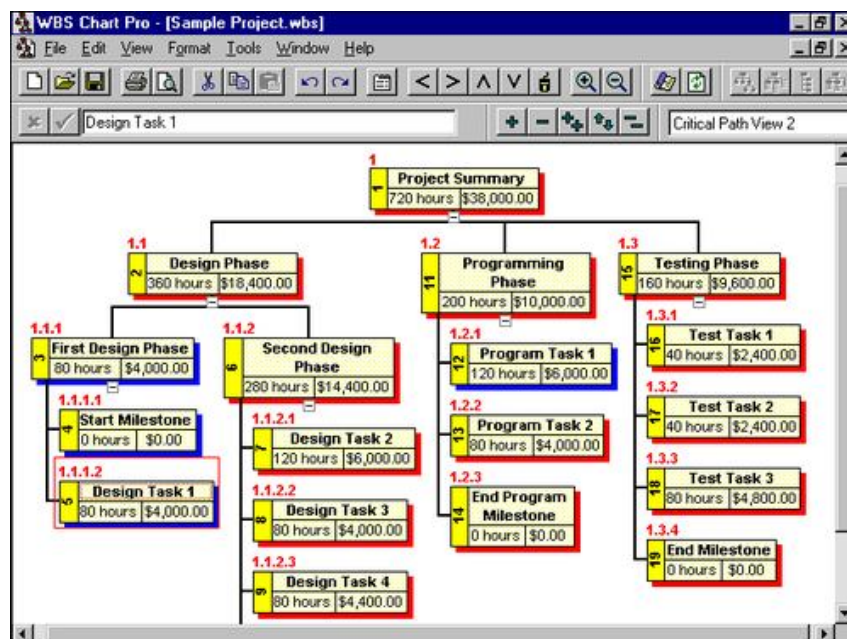 WBS Chart Pro - [Sample Project.wbs]
File Edit View Format Tools Window Help
Design Task 1
Critical Path View 2
1
1 Project Summary
720 hours $38,000.00
1.1
2 Design Phase
360 hours $18,400.00
1.2
11 Programming
Phase
200 hours $10,000.00
1.3
15 Testing Phase
160 hours $9,600.00
1.1.1
3 First Design Phase
80 hours $4,000.00
1.1.1.1
4 Start Milestone
0 hours $0.00
1.1.1.2
5 Design Task 1
80 hours $4,000.00
1.1.2
6 Second Design
Phase
280 hours $14,400.00
1.1.2.1
7 Design Task 2
120 hours $6,000.00
1.1.2.2
8 Design Task 3
80 hours $4,000.00
1.1.2.3
9 Design Task 4
80 hours $4,400.00
1.2.1
12 Program Task 1
120 hours $6,000.00
1.2.2
13 Program Task 2
80 hours $4,000.00
1.2.3
14 End Program
Milestone
0 hours $0.00
1.3.1
16 Test Task 1
40 hours $2,400.00
1.3.2
17 Test Task 2
40 hours $2,400.00
1.3.3
18 Test Task 3
80 hours $4,800.00
1.3.4
19 End Milestone
0 hours $0.00